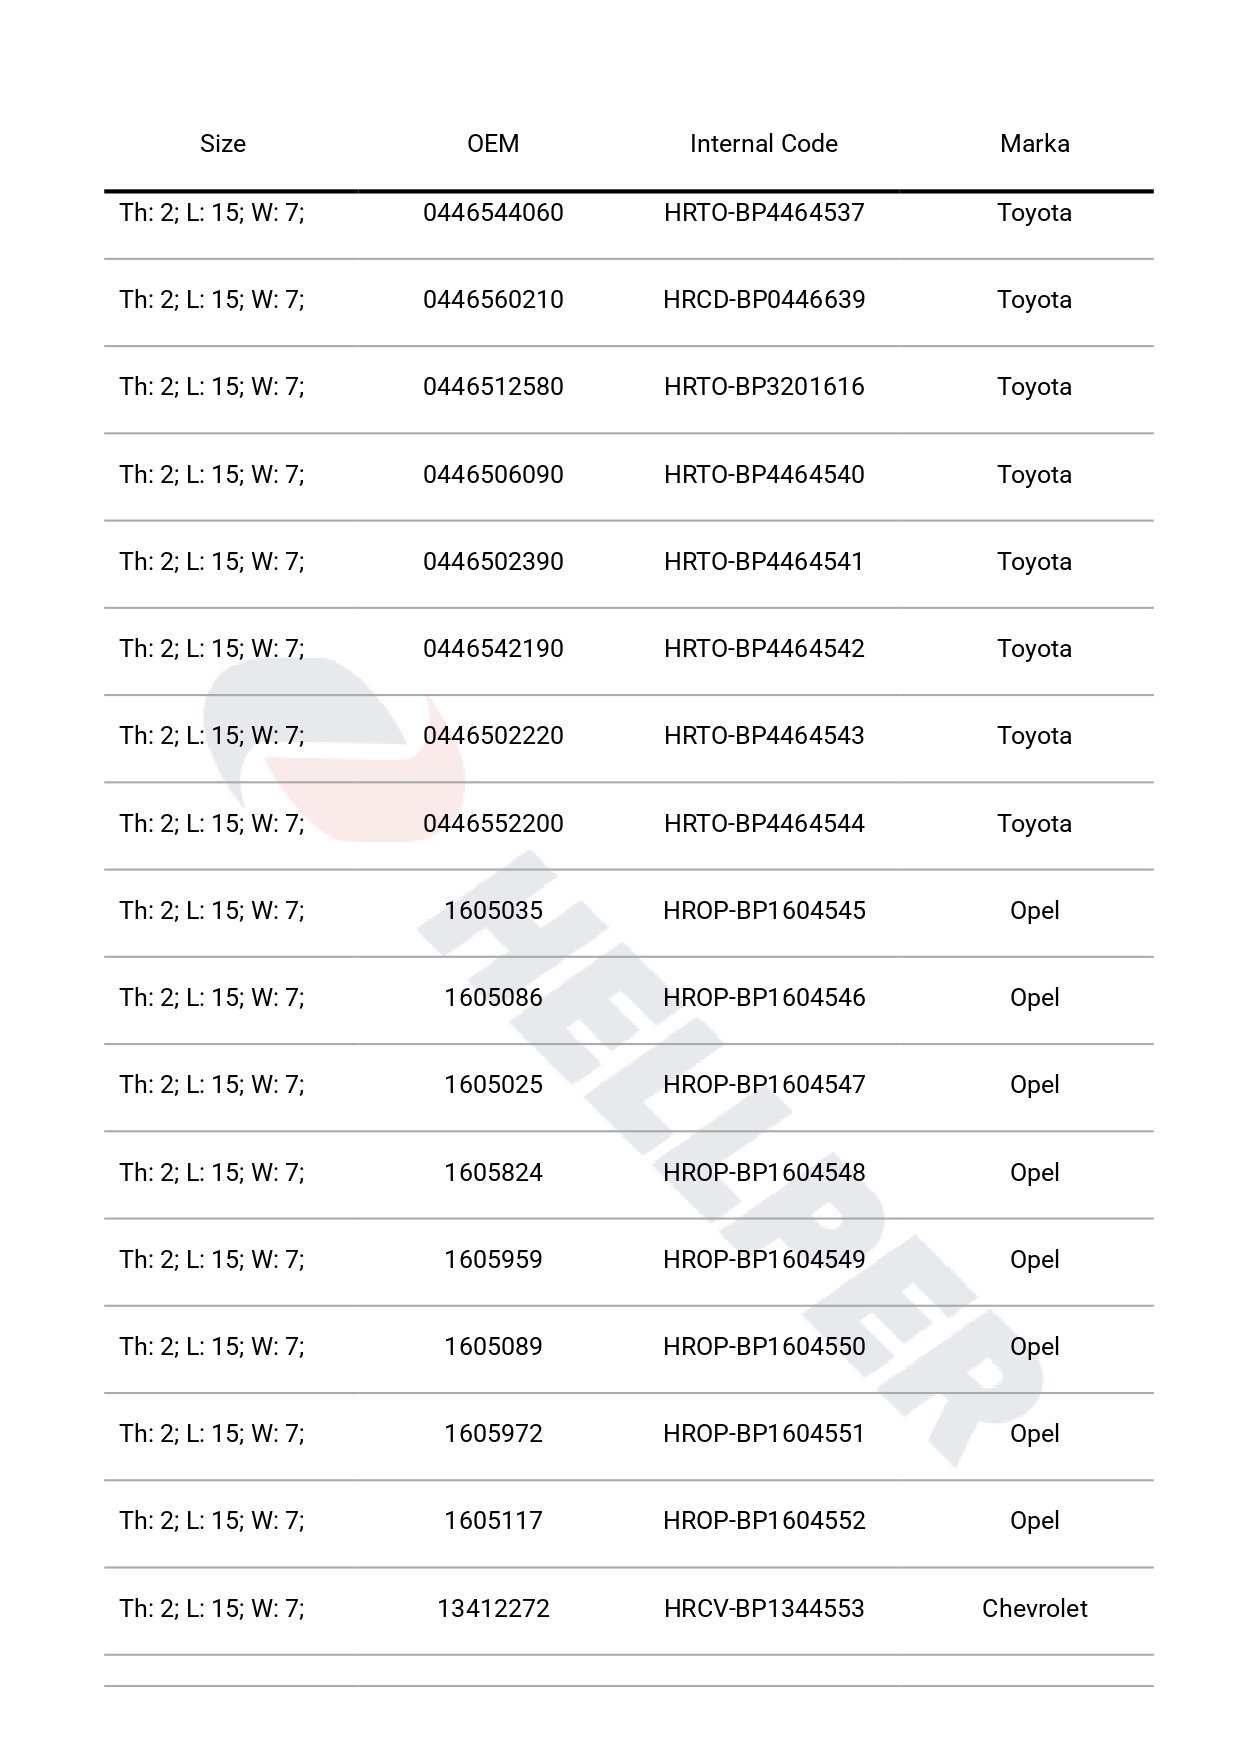 Size OEM Internal Code Marka
Th: 2; L: 15; W: 7; 0446544060 HRTO-BP4464537 Toyota
Th: 2; L: 15; W: 7; 0446560210 HRCD-BP0446639 Toyota
Th: 2; L: 15; W: 7; 0446512580 HRTO-BP3201616 Toyota
Th: 2; L: 15; W: 7; 0446506090 HRTO-BP4464540 Toyota
Th: 2; L: 15; W: 7; 0446502390 HRTO-BP4464541 Toyota
Th: 2; L: 15; W: 7; 0446542190 HRTO-BP4464542 Toyota
Th: 2; L: 15; W: 7; 0446502220 HRTO-BP4464543 Toyota
Th: 2; L: 15; W: 7; 0446552200 HRTO-BP4464544 Toyota
Th: 2; L: 15; W: 7; 1605035 HROP-BP1604545 Opel
Th: 2; L: 15; W: 7; 1605086 HROP-BP1604546 Opel
Th: 2; L: 15; W: 7; 1605025 HROP-BP1604547 Opel
Th: 2; L: 15; W: 7; 1605824 HROP-BP1604548 Opel
Th: 2; L: 15; W: 7; 1605959 HROP-BP1604549 Opel
Th: 2; L: 15; W: 7; 1605089 HROP-BP1604550 Opel
Th: 2; L: 15; W: 7; 1605972 HROP-BP1604551 Opel
Th: 2; L: 15; W: 7; 1605117 HROP-BP1604552 Opel
Th: 2; L: 15; W: 7; 13412272 HRCV-BP1344553 Chevrolet
HELLPER